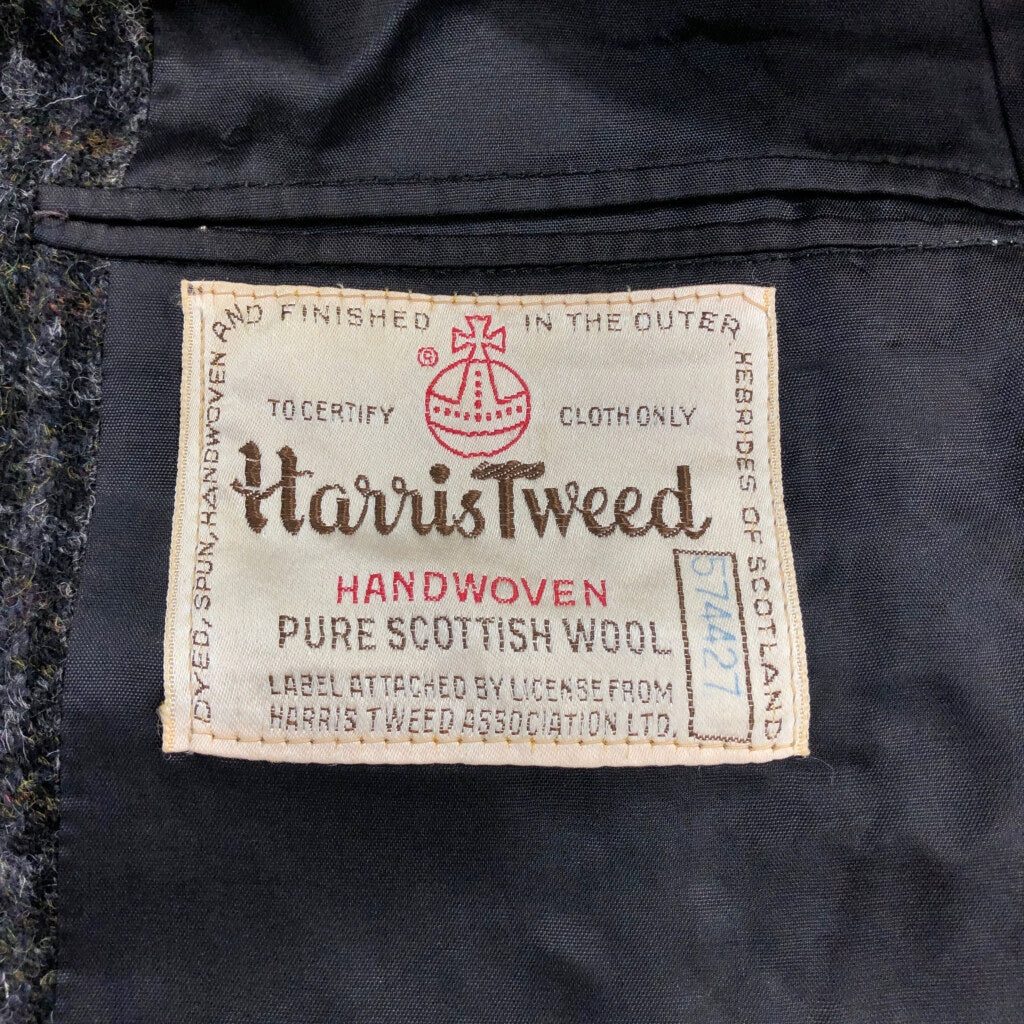 DYED, SPUN, HANDWOVEN AND FINISHED IN THE OUTER HEBRIDES OF SCOTLAND
®
TO CERTIFY CLOTH ONLY
Harris Tweed
HANDWOVEN
PURE SCOTTISH WOOL
574427
LABEL ATTACHED BY LICENSE FROM
HARRIS TWEED ASSOCIATION LTD.